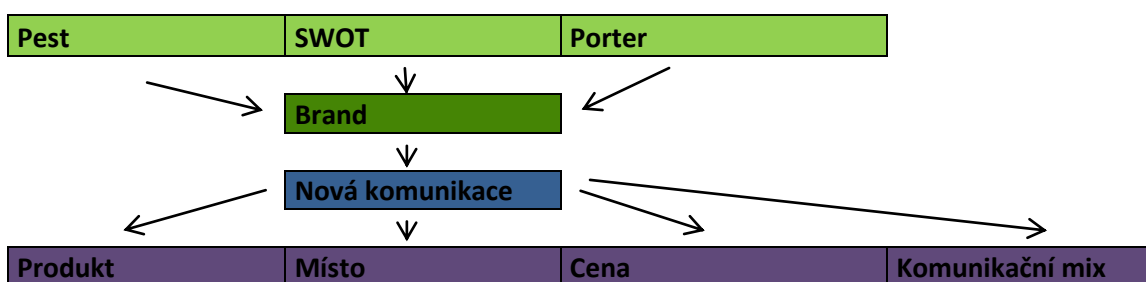 Pest SWOT Porter
Brand
Nová komunikace
Produkt Místo Cena Komunikační mix